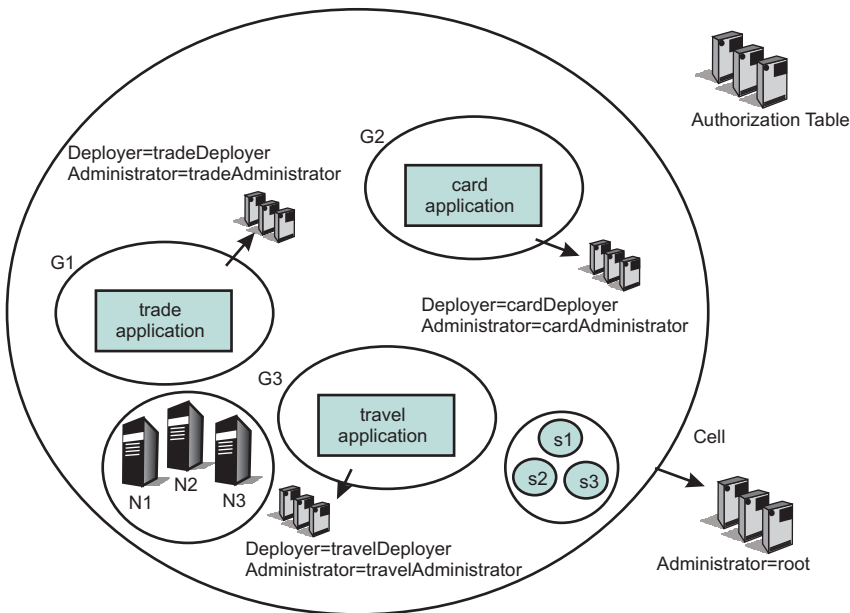 Authorization Table
Deployer=tradeDeployer
Administrator=tradeAdministrator
G2
card
application
G1
trade
application
Deployer=cardDeployer
Administrator=cardAdministrator
G3
travel
application
Cell
s1
s2
s3
N1
N2
N3
Deployer=travelDeployer
Administrator=travelAdministrator
Administrator=root